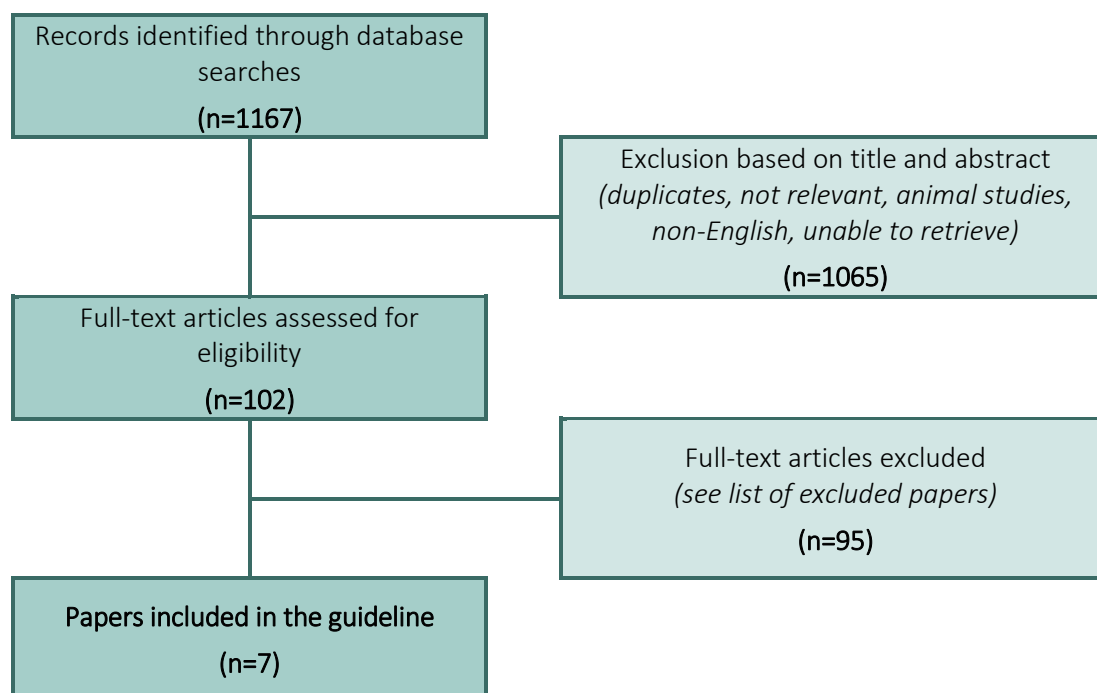 Records identified through database
searches
(n=1167)
Exclusion based on title and abstract
(duplicates, not relevant, animal studies,
non-English, unable to retrieve)
(n=1065)
Full-text articles assessed for
eligibility
(n=102)
Full-text articles excluded
(see list of excluded papers)
(n=95)
Papers included in the guideline
(n=7)